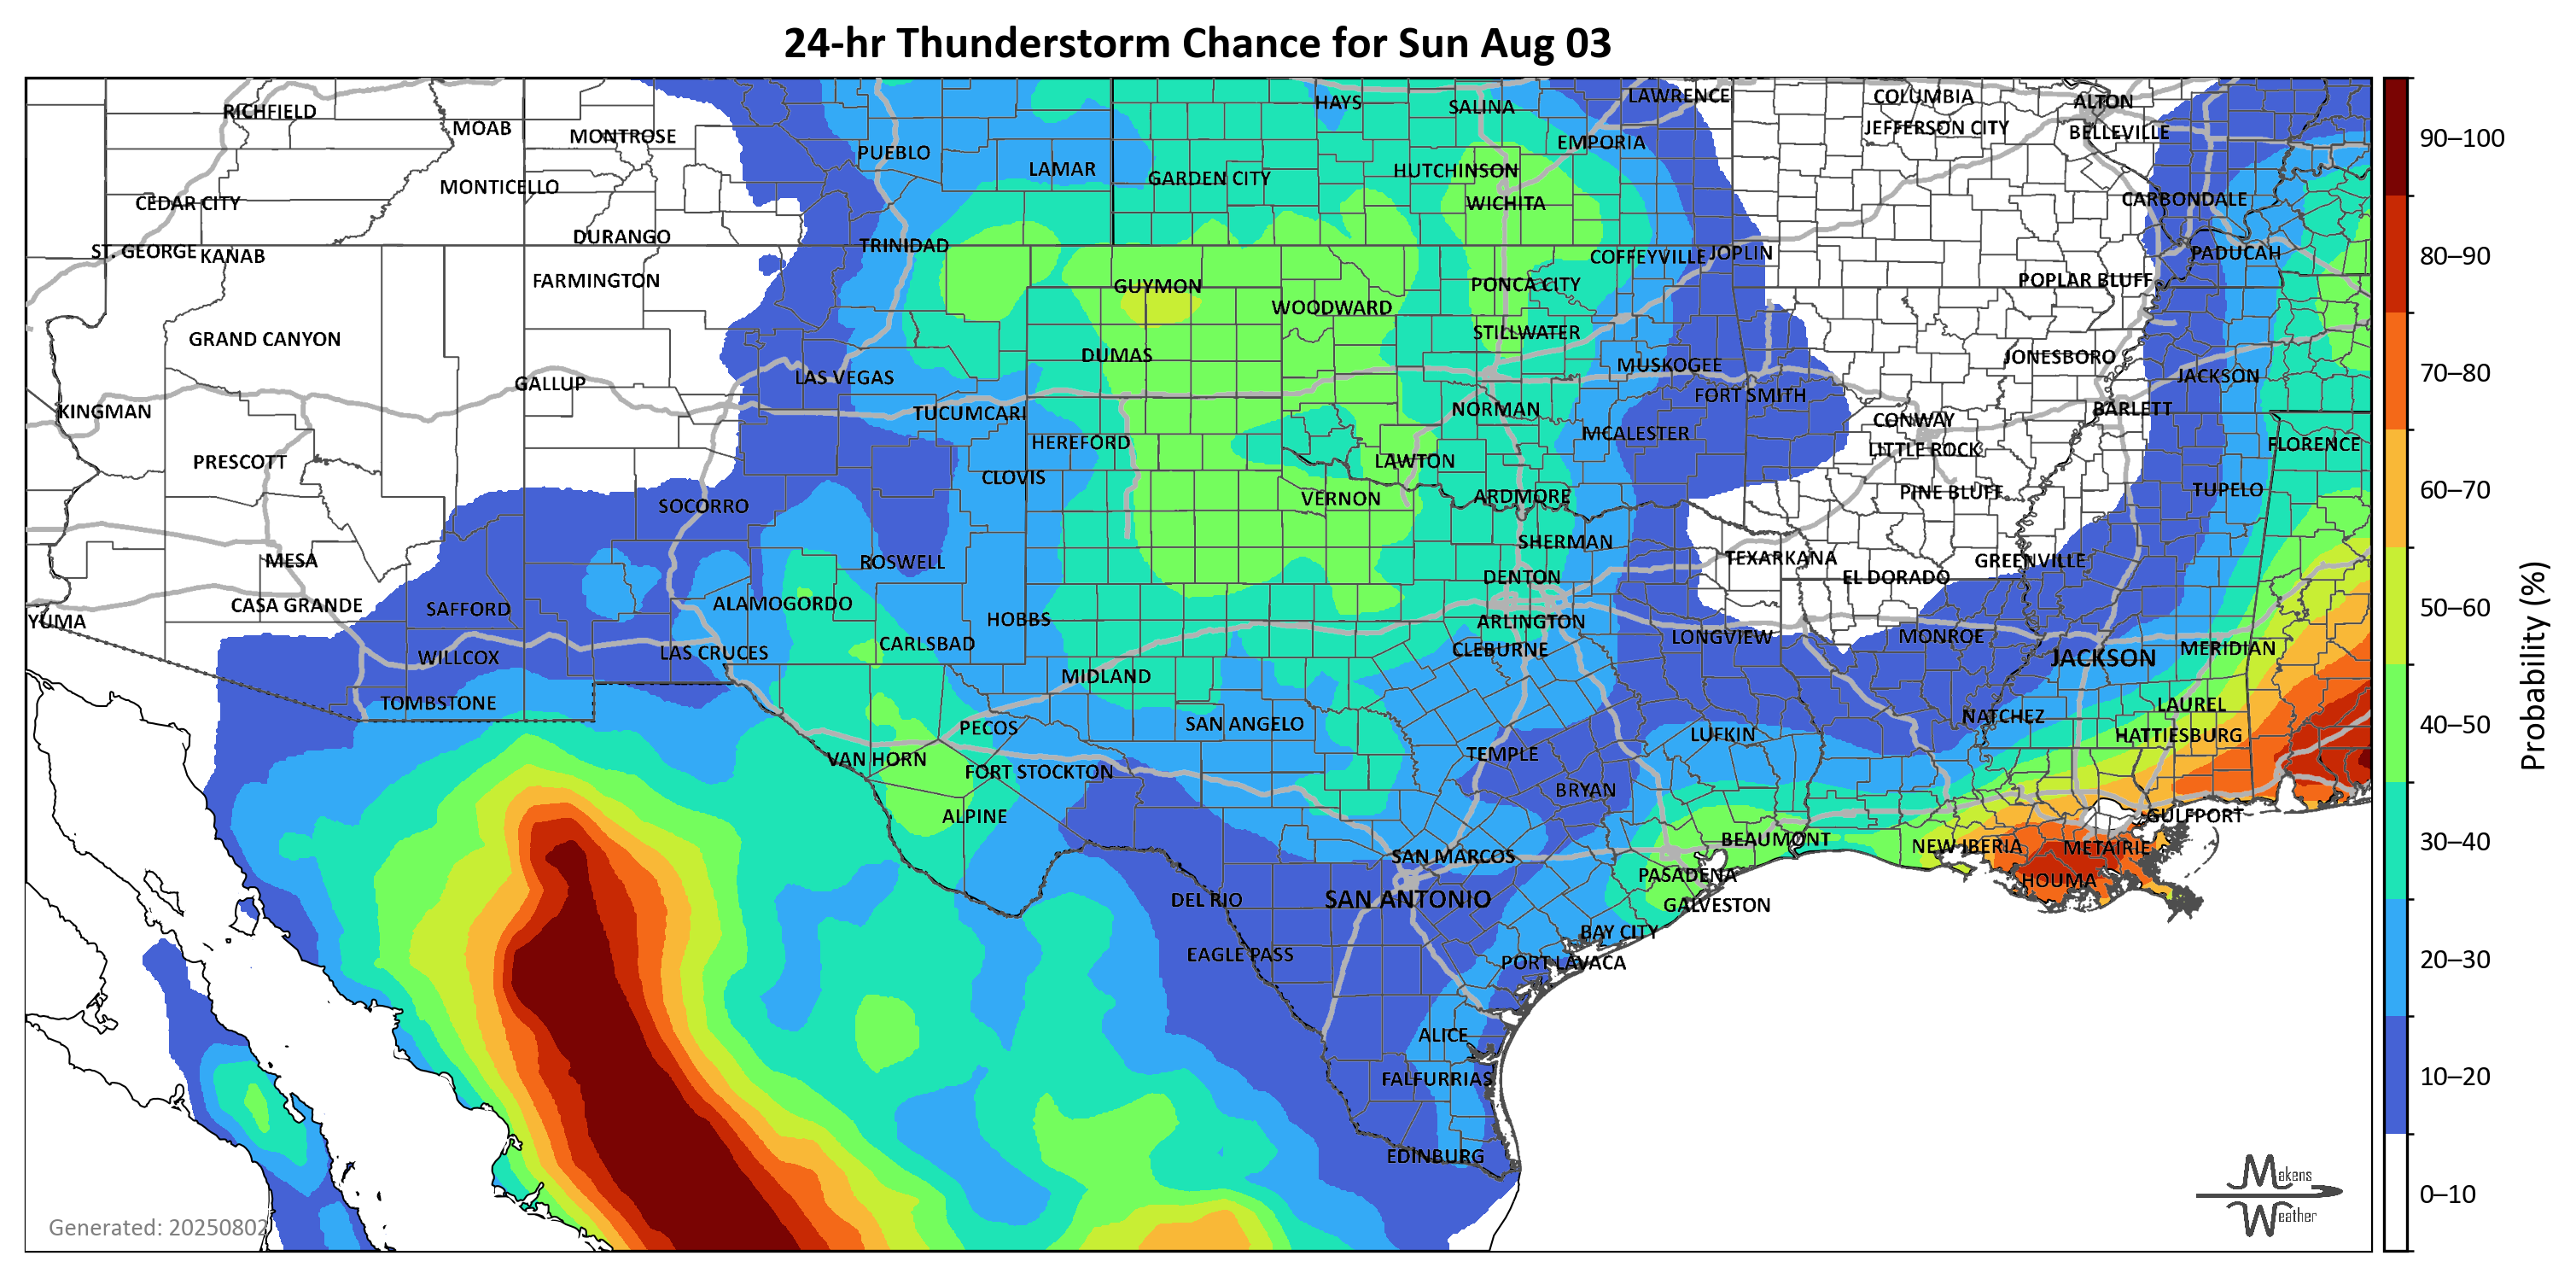 24-hr Thunderstorm Chance for Sun Aug 03
RICHFIELD
MOAB
MONTROSE
PUEBLO
LAMAR
HAYS
SALINA
LAWRENCE
COLUMBIA
ALTON
JEFFERSON CITY
BELLEVILLE
EMPORIA
HUTCHINSON
GARDEN CITY
MONTICELLO
CEDAR CITY
WICHITA
CARBONDALE
DURANGO
TRINIDAD
ST. GEORGE
KANAB
COFFEYVILLE
JOPLIN
PADUCAH
FARMINGTON
GUYMON
PONCA CITY
POPLAR BLUFF
WOODWARD
GRAND CANYON
STILLWATER
DUMAS
JONESBORO
MUSKOGEE
LAS VEGAS
JACKSON
GALLUP
FORT SMITH
KINGMAN
TUCUMCARI
NORMAN
BARLETT
CONWAY
HEREFORD
MCALESTER
FLORENCE
LITTLE ROCK
PRESCOTT
CLOVIS
LAWTON
PINE BLUFF
TUPELO
SOCORRO
VERNON
ARDMORE
SHERMAN
MESA
ROSWELL
TEXARKANA
GREENVILLE
DENTON
EL DORADO
CASA GRANDE
SAFFORD
ALAMOGORDO
HOBBS
YUMA
ARLINGTON
LONGVIEW
MONROE
CARLSBAD
CLEBURNE
MERIDIAN
WILLCOX
LAS CRUCES
JACKSON
MIDLAND
TOMBSTONE
LAUREL
NATCHEZ
PECOS
SAN ANGELO
LUFKIN
HATTIESBURG
VAN HORN
FORT STOCKTON
TEMPLE
BRYAN
ALPINE
GULFPORT
BEAUMONT
NEW IBERIA
METAIRIE
SAN MARCOS
PASADENA
HOUMA
DEL RIO
SAN ANTONIO
GALVESTON
BAY CITY
EAGLE PASS
PORT LAVACA
ALICE
FALFURRIAS
EDINBURG
Generated: 20250802
Makens
Weather
90–100
80–90
70–80
60–70
50–60
40–50
30–40
20–30
10–20
0–10
Probability (%)